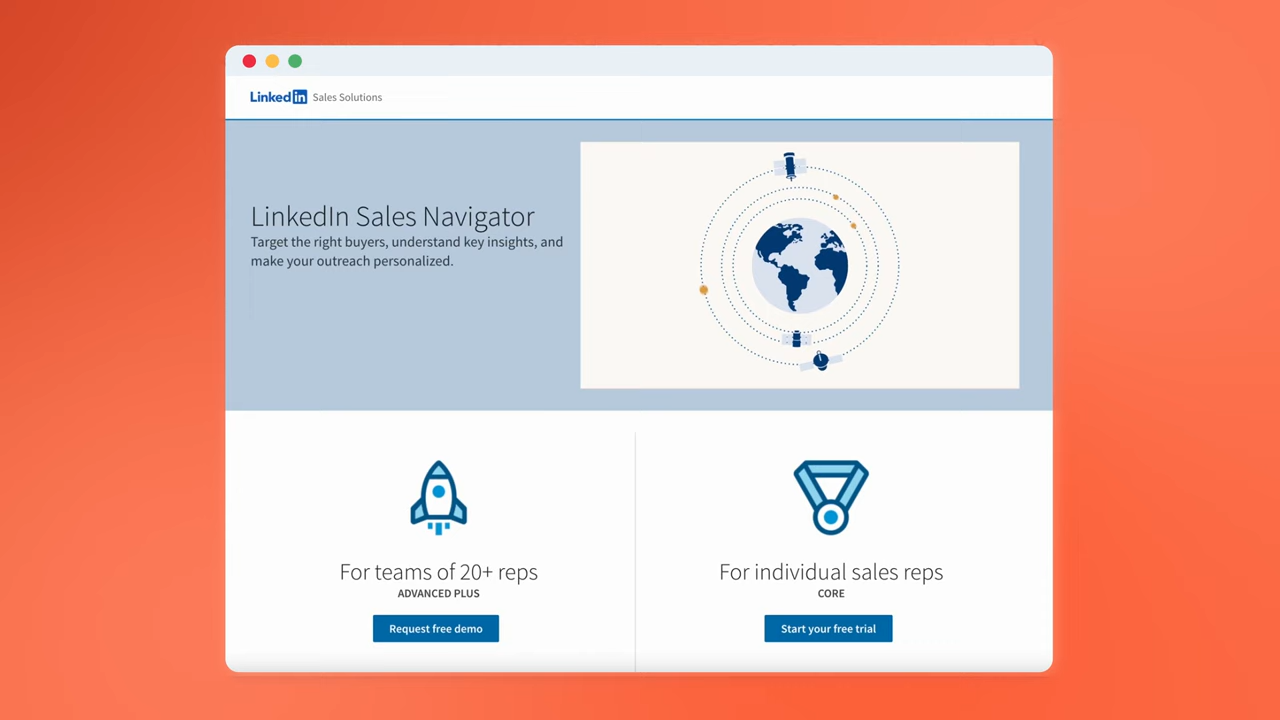 LinkedIn Sales Solutions
LinkedIn Sales Navigator
Target the right buyers, understand key insights, and
make your outreach personalized.
For teams of 20+ reps
ADVANCED PLUS
Request free demo
For individual sales reps
CORE
Start your free trial